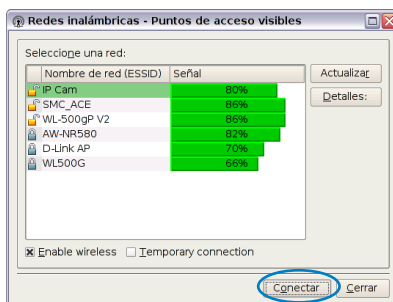 Redes inalámbricas - Puntos de acceso visibles
Seleccione una red:
Nombre de red (ESSID) Señal
Actualizar
IP Cam 80%
Detalles:
SMC_ACE 86%
WL-500gP V2 86%
AW-NR580 82%
D-Link AP 70%
WL500G 66%
Enable wireless Temporary connection
Conectar Cerrar